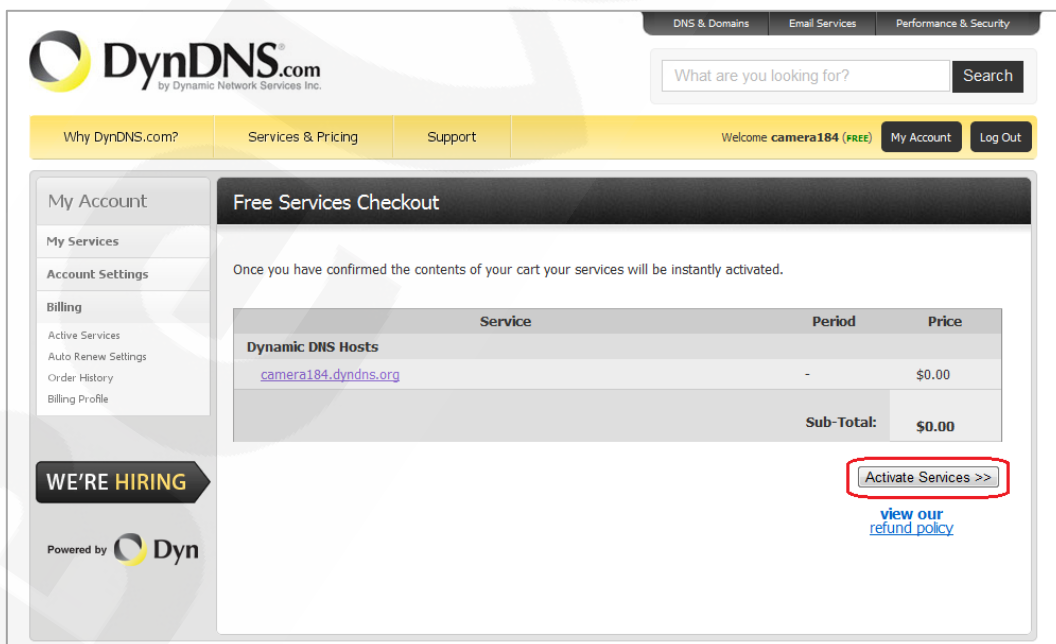 DNS & Domains Email Services Performance & Security
DynDNS.com
by Dynamic Network Services Inc.
What are you looking for? Search
Why DynDNS.com? Services & Pricing Support Welcome camera184 (FREE) My Account Log Out
My Account
My Services
Account Settings
Billing
Active Services
Auto Renew Settings
Order History
Billing Profile
WE'RE HIRING
Powered by Dyn
Free Services Checkout
Once you have confirmed the contents of your cart your services will be instantly activated.
Service Period Price
Dynamic DNS Hosts
camera184.dyndns.org - $0.00
Sub-Total: $0.00
Activate Services >>
view our
refund policy